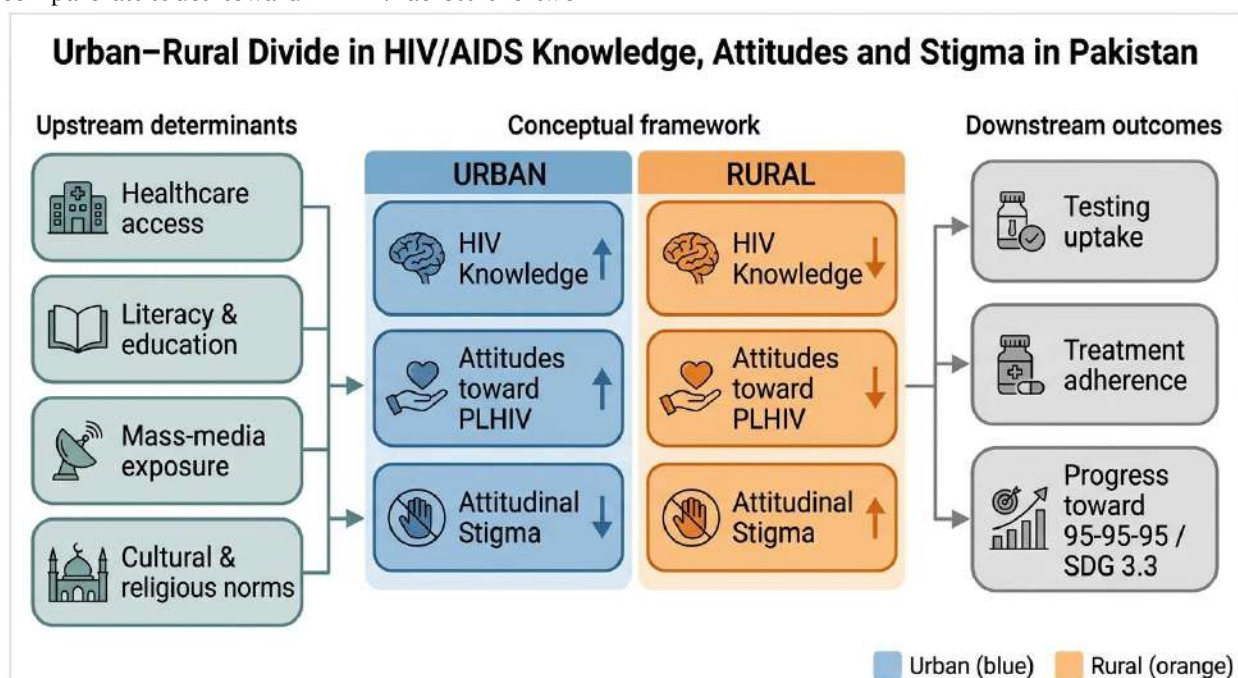 Urban–Rural Divide in HIV/AIDS Knowledge, Attitudes and Stigma in Pakistan
Upstream determinants
Healthcare
access
Literacy &
education
Mass-media
exposure
Cultural &
religious norms
Conceptual framework
URBAN
HIV
Knowledge
Attitudes
toward
PLHIV
Attitudinal
Stigma
RURAL
HIV
Knowledge
Attitudes
toward
PLHIV
Attitudinal
Stigma
Downstream outcomes
Testing
uptake
Treatment
adherence
Progress
toward
95-95-95 /
SDG 3.3
Urban (blue)
Rural (orange)